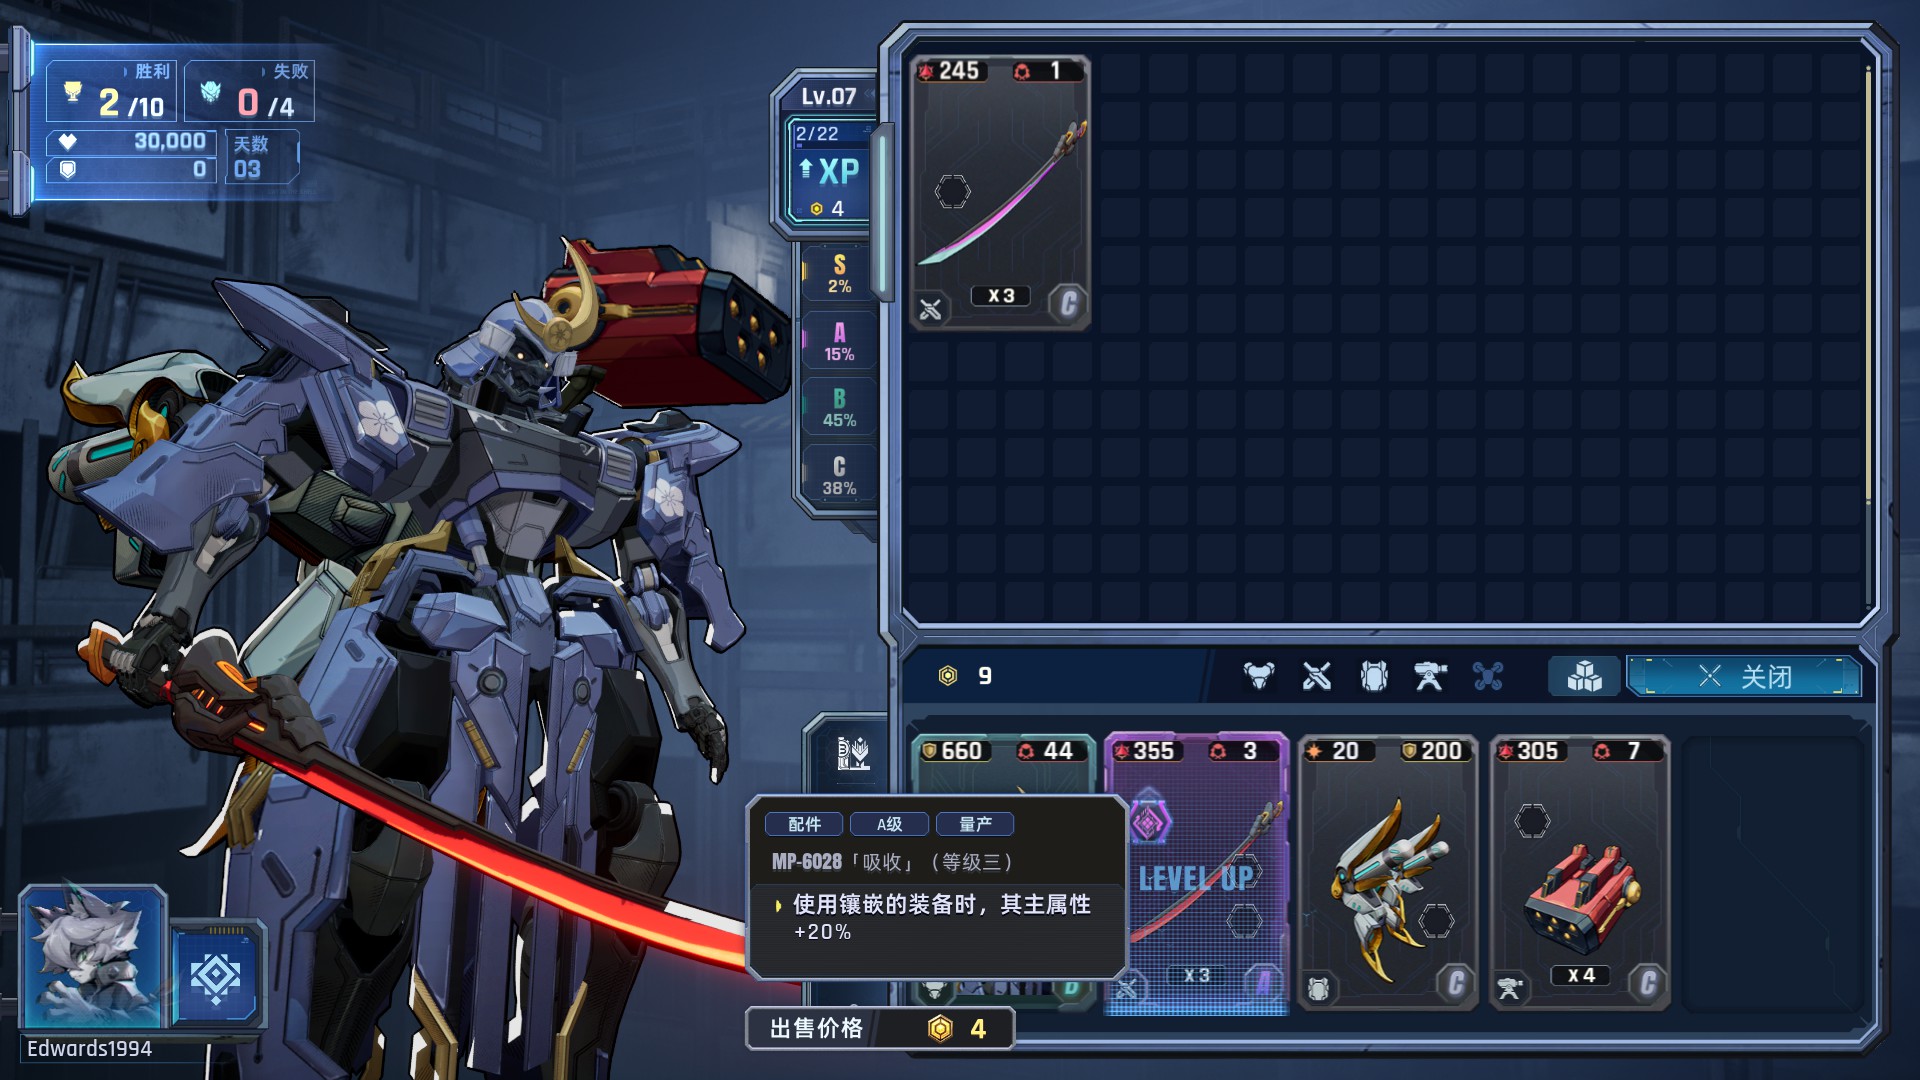 胜利
2/10
失败
0/4
30,000
0
天数
03
Lv.07
2/22
XP
4
S
2%
A
15%
B
45%
C
38%
245
1
X3
C
9
关闭
660
44
B
355
3
LEVEL UP
X3
A
20
200
C
305
7
X4
C
配件
A级
量产
MP-6028「吸收」（等级三）
使用镶嵌的装备时，其主属性
+20%
出售价格
4
Edwards1994